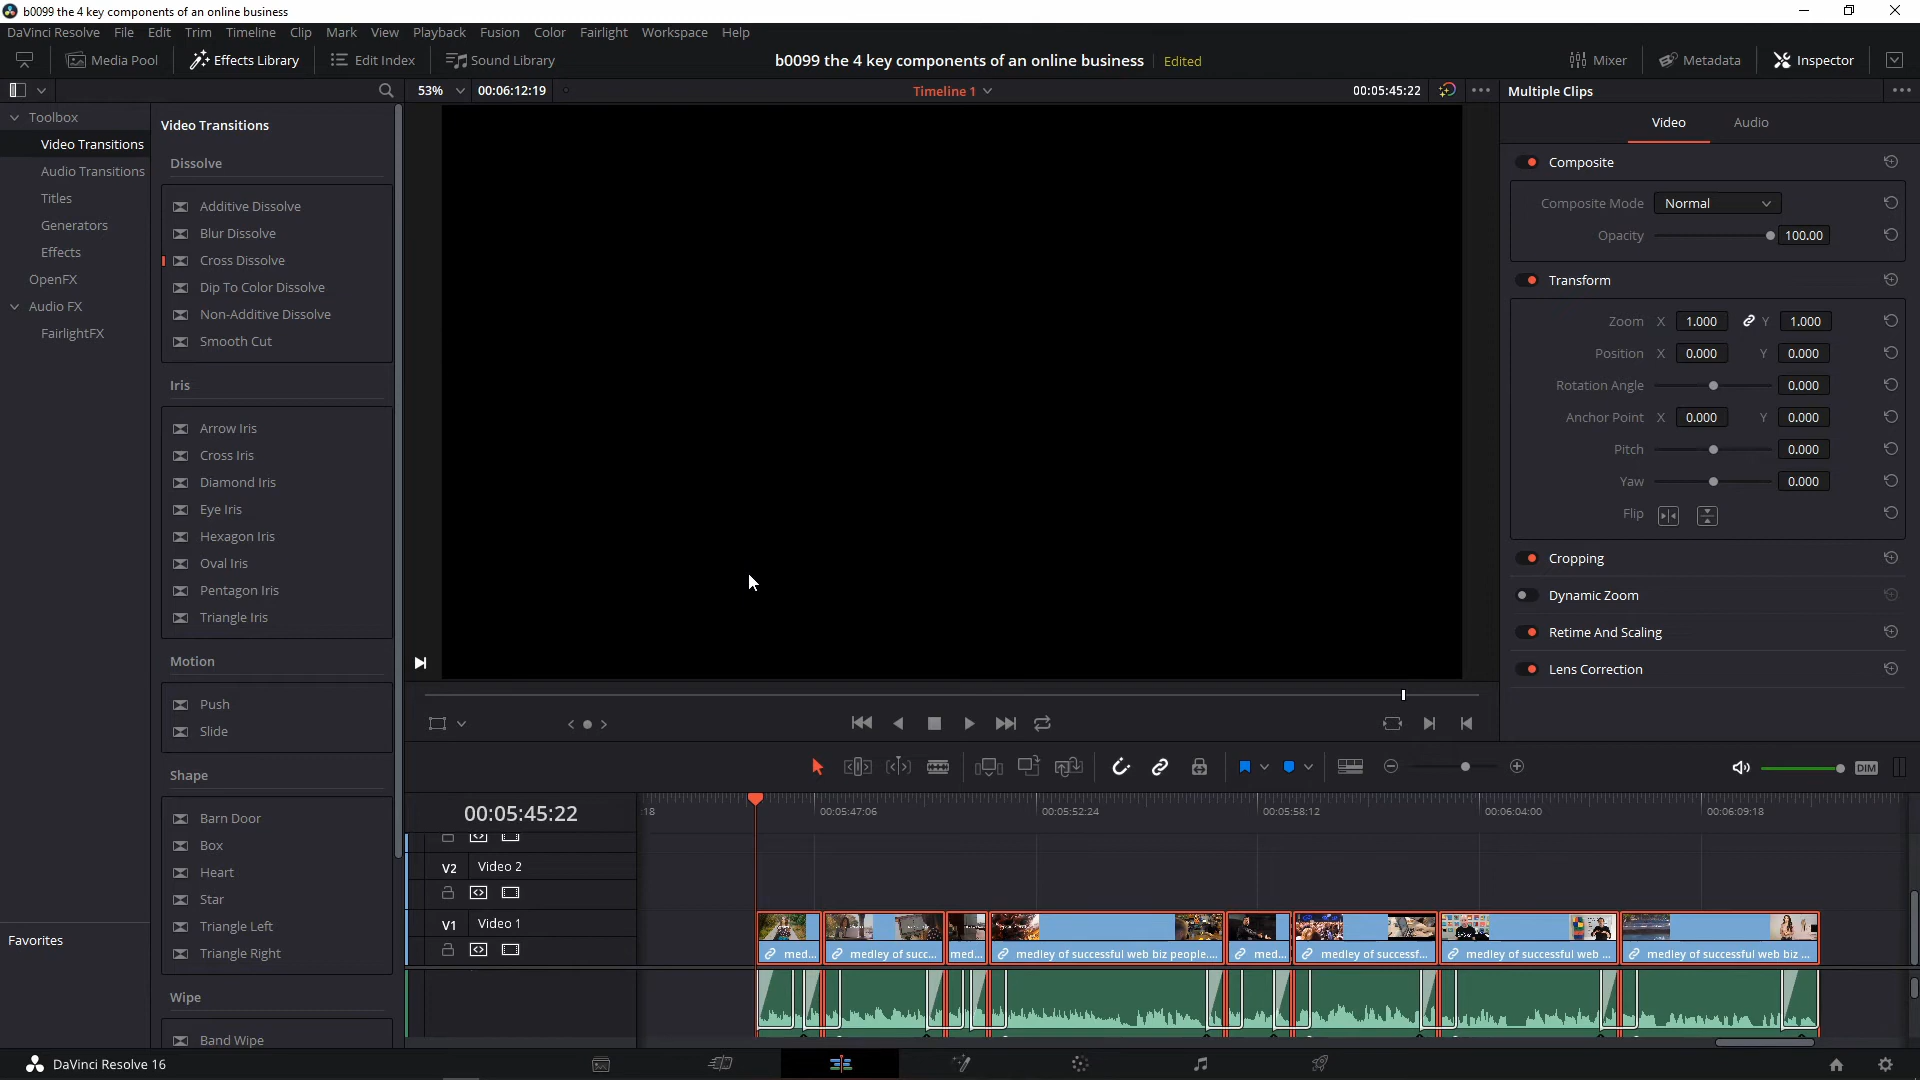 b0099 the 4 key components of an online business
DaVinci Resolve File Edit Trim Timeline Clip Mark View Playback Fusion Color Fairlight Workspace Help
Media Pool Effects Library Edit Index Sound Library b0099 the 4 key components of an online business Edited Mixer Metadata Inspector
53% 00:06:12:19 Timeline 1 00:05:45:22 Multiple Clips
Toolbox
Video Transitions
Audio Transitions
Titles
Generators
Effects
OpenFX
Audio FX
FairlightFX
Favorites
Video Transitions
Dissolve
Additive Dissolve
Blur Dissolve
Cross Dissolve
Dip To Color Dissolve
Non-Additive Dissolve
Smooth Cut
Iris
Arrow Iris
Cross Iris
Diamond Iris
Eye Iris
Hexagon Iris
Oval Iris
Pentagon Iris
Triangle Iris
Motion
Push
Slide
Shape
Barn Door
Box
Heart
Star
Triangle Left
Triangle Right
Wipe
Band Wipe
Video Audio
Composite
Composite Mode Normal
Opacity 100.00
Transform
Zoom X 1.000 Y 1.000
Position X 0.000 Y 0.000
Rotation Angle 0.000
Anchor Point X 0.000 Y 0.000
Pitch 0.000
Yaw 0.000
Flip
Cropping
Dynamic Zoom
Retime And Scaling
Lens Correction
DIM
00:05:45:22 :18 00:05:47:06 00:05:52:24 00:05:58:12 00:06:04:00 00:06:09:18
V2 Video 2
V1 Video 1
med... medley of succ... med... medley of successful web biz people.... med... medley of successf... medley of successful web ... medley of successful web biz ...
DaVinci Resolve 16